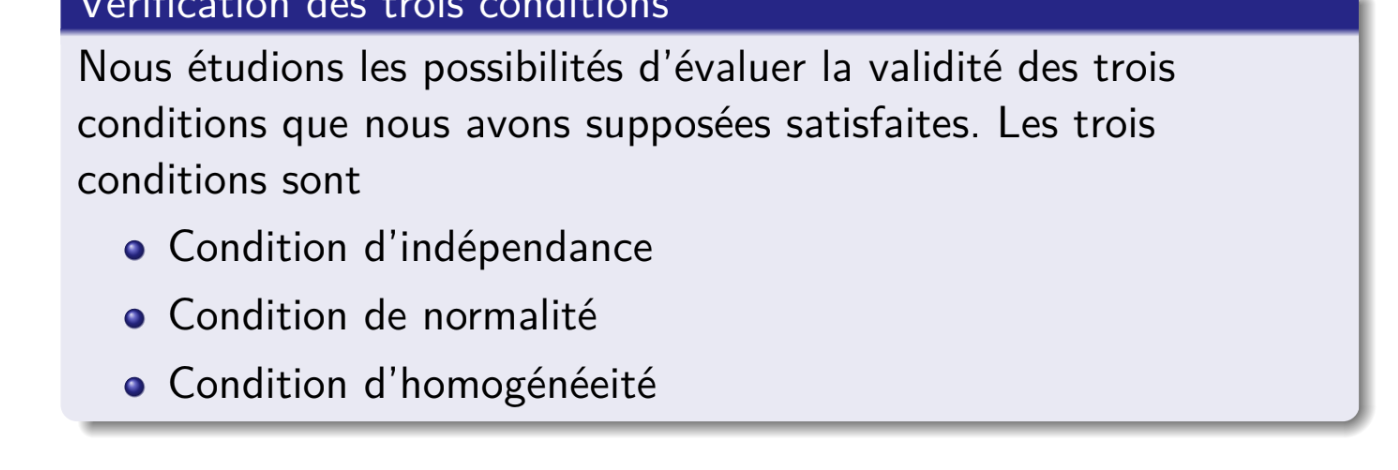 Vérification des trois conditions
Nous étudions les possibilités d'évaluer la validité des trois
conditions que nous avons supposées satisfaites. Les trois
conditions sont
Condition d'indépendance
Condition de normalité
Condition d'homogénéeité